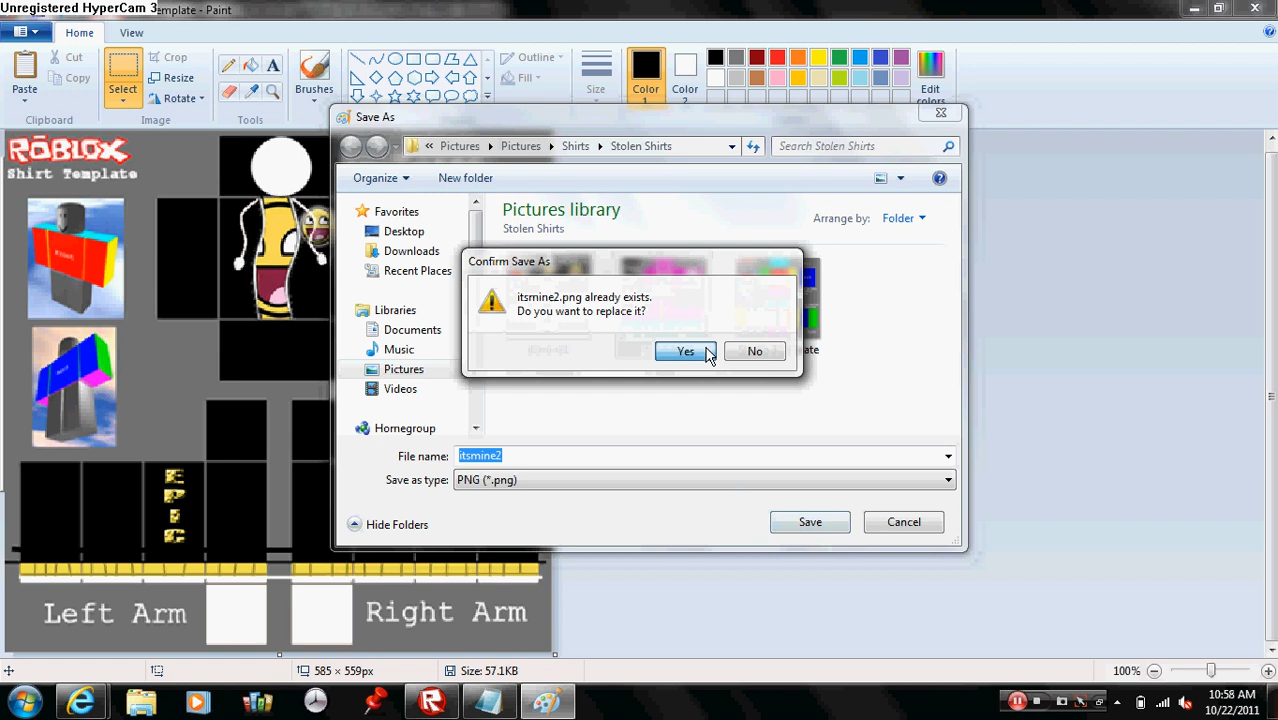 Unregistered HyperCam 3
emplate - Paint
Home View
Paste
Cut
Copy
Clipboard
Select
Crop
Resize
Rotate
Image
Tools
Brushes
Outline
Fill
Size
Color
1
Color
2
Edit
colors
ROBLOX
Shirt Template
Save As
« Pictures Pictures Shirts Stolen Shirts
Search Stolen Shirts
Organize New folder
Favorites
Desktop
Downloads
Recent Places
Libraries
Documents
Music
Pictures
Videos
Homegroup
Pictures library
Stolen Shirts
Arrange by: Folder
Confirm Save As
itsmine2.png already exists.
Do you want to replace it?
Yes No
ate
File name: itsmine2
Save as type: PNG (*.png)
Hide Folders
Save Cancel
E
P
I
C
Left Arm Right Arm
585 × 559px
Size: 57.1KB
100%
10:58 AM
10/22/2011